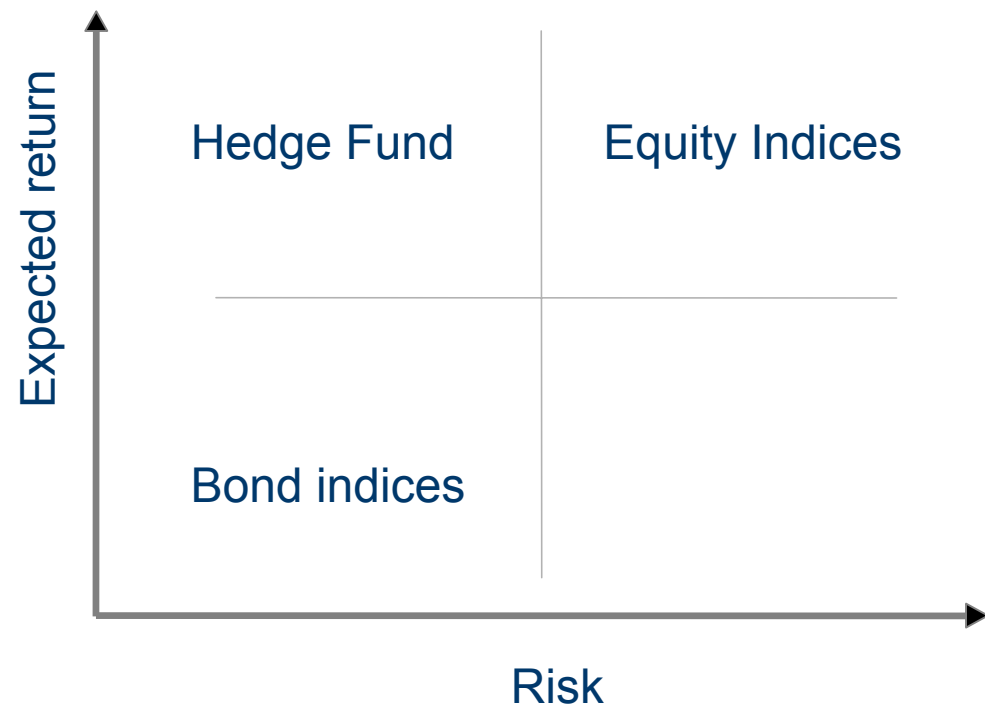 Expected return
Hedge Fund
Equity Indices
Bond indices
Risk